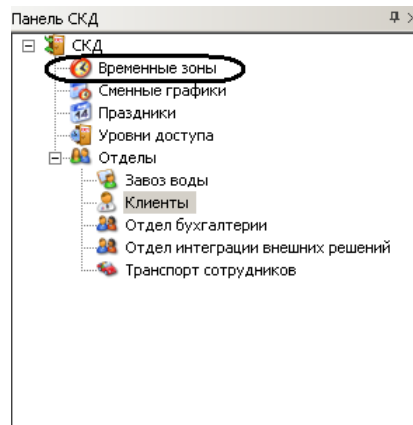 Панель СКД
СКД
Временные зоны
Сменные графики
Праздники
Уровни доступа
Отделы
Завоз воды
Клиенты
Отдел бухгалтерии
Отдел интеграции внешних решений
Транспорт сотрудников